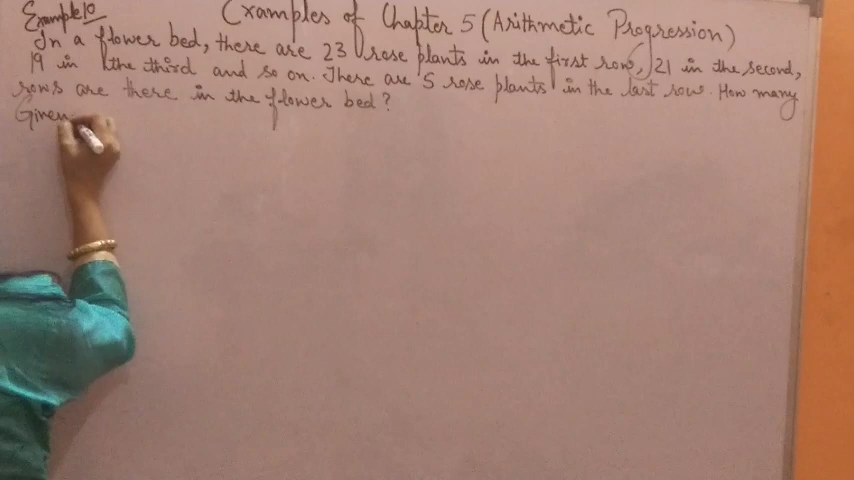 Examples of Chapter 5 (Arithmetic Progression)
Example 10
In a flower bed, there are 23 rose plants in the first row, 21 in the second,
19 in the third and so on. There are 5 rose plants in the last row. How many
rows are there in the flower bed?
Given